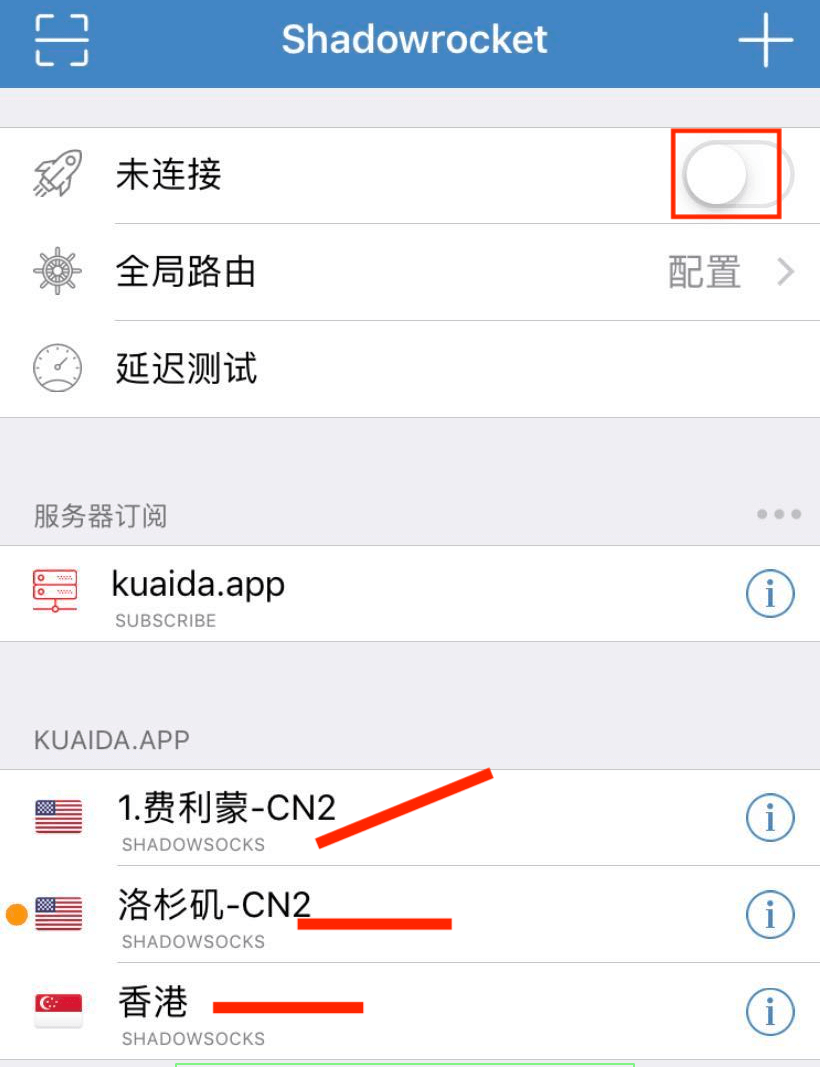 Shadowrocket
未连接
全局路由 配置
延迟测试
服务器订阅
kuaida.app
SUBSCRIBE
KUAIDA.APP
1.费利蒙-CN2
SHADOWSOCKS
洛杉矶-CN2
SHADOWSOCKS
香港
SHADOWSOCKS